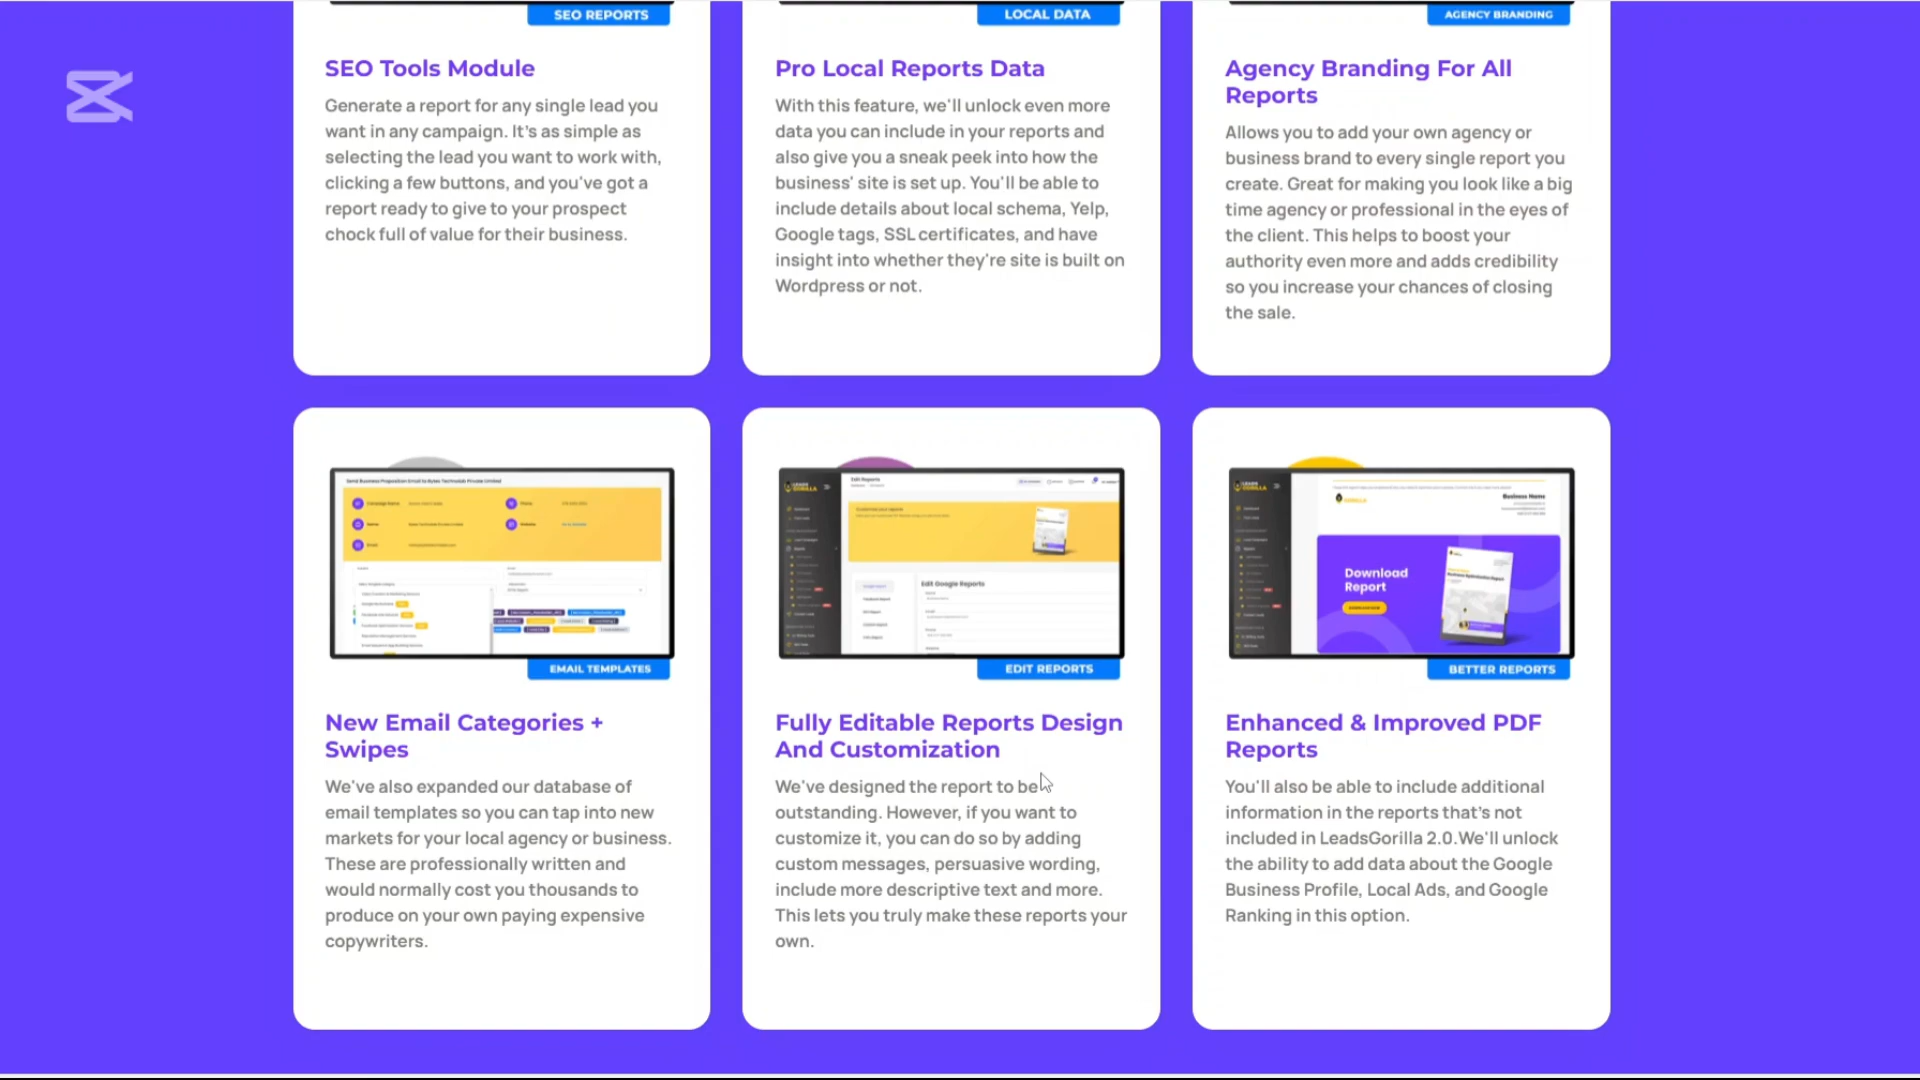 SEO REPORTS
SEO Tools Module
Generate a report for any single lead you
want in any campaign. It's as simple as
selecting the lead you want to work with,
clicking a few buttons, and you've got a
report ready to give to your prospect
chock full of value for their business.
LOCAL DATA
Pro Local Reports Data
With this feature, we'll unlock even more
data you can include in your reports and
also give you a sneak peek into how the
business' site is set up. You'll be able to
include details about local schema, Yelp,
Google tags, SSL certificates, and have
insight into whether they're site is built on
Wordpress or not.
AGENCY BRANDING
Agency Branding For All
Reports
Allows you to add your own agency or
business brand to every single report you
create. Great for making you look like a big
time agency or professional in the eyes of
the client. This helps to boost your
authority even more and adds credibility
so you increase your chances of closing
the sale.
EMAIL TEMPLATES
New Email Categories +
Swipes
We've also expanded our database of
email templates so you can tap into new
markets for your local agency or business.
These are professionally written and
would normally cost you thousands to
produce on your own paying expensive
copywriters.
LEADS
GORILLA
Edit Reports
Edit Google Reports
EDIT REPORTS
Fully Editable Reports Design
And Customization
We've designed the report to be
outstanding. However, if you want to
customize it, you can do so by adding
custom messages, persuasive wording,
include more descriptive text and more.
This lets you truly make these reports your
own.
LEADS
GORILLA
Business Name
Download
Report
BETTER REPORTS
Enhanced & Improved PDF
Reports
You'll also be able to include additional
information in the reports that's not
included in LeadsGorilla 2.0.We'll unlock
the ability to add data about the Google
Business Profile, Local Ads, and Google
Ranking in this option.